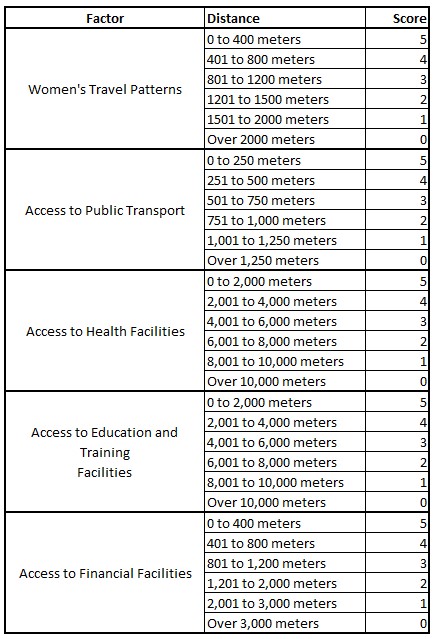 Factor Distance Score
Women's Travel Patterns
0 to 400 meters 5
401 to 800 meters 4
801 to 1200 meters 3
1201 to 1500 meters 2
1501 to 2000 meters 1
Over 2000 meters 0
Access to Public Transport
0 to 250 meters 5
251 to 500 meters 4
501 to 750 meters 3
751 to 1,000 meters 2
1,001 to 1,250 meters 1
Over 1,250 meters 0
Access to Health Facilities
0 to 2,000 meters 5
2,001 to 4,000 meters 4
4,001 to 6,000 meters 3
6,001 to 8,000 meters 2
8,001 to 10,000 meters 1
Over 10,000 meters 0
Access to Education and
Training
Facilities
0 to 2,000 meters 5
2,001 to 4,000 meters 4
4,001 to 6,000 meters 3
6,001 to 8,000 meters 2
8,001 to 10,000 meters 1
Over 10,000 meters 0
Access to Financial Facilities
0 to 400 meters 5
401 to 800 meters 4
801 to 1,200 meters 3
1,201 to 2,000 meters 2
2,001 to 3,000 meters 1
Over 3,000 meters 0